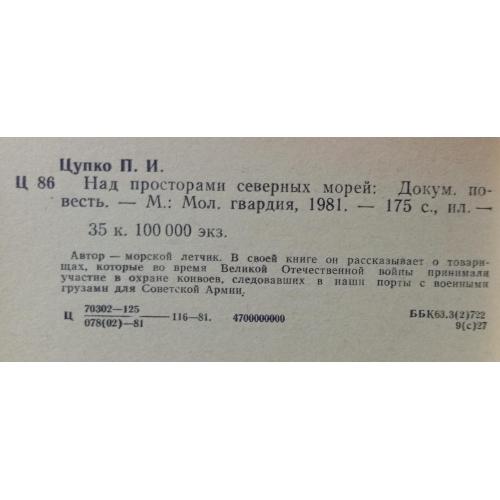 Цупко П. И.
Ц 86 Над просторами северных морей: Докум. по-
весть. — М.: Мол. гвардия, 1981. — 175 с., ил. —
35 к. 100 000 экз.
Автор — морской летчик. В своей книге он рассказывает о товари-
щах, которые во время Великой Отечественной войны принимали
участие в охране конвоев, следовавших в наши порты с военными
грузами для Советской Армии.
Ц 70302—125
078(02)—81 —116—81. 4700000000
ББК63.3(2)722
9(с)27